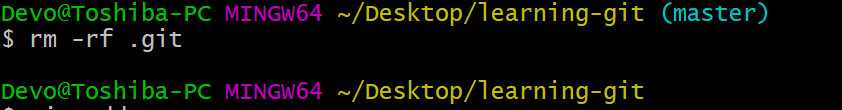 Devo@Toshiba-PC MINGW64 ~/Desktop/learning-git (master)
$ rm -rf .git
Devo@Toshiba-PC MINGW64 ~/Desktop/learning-git